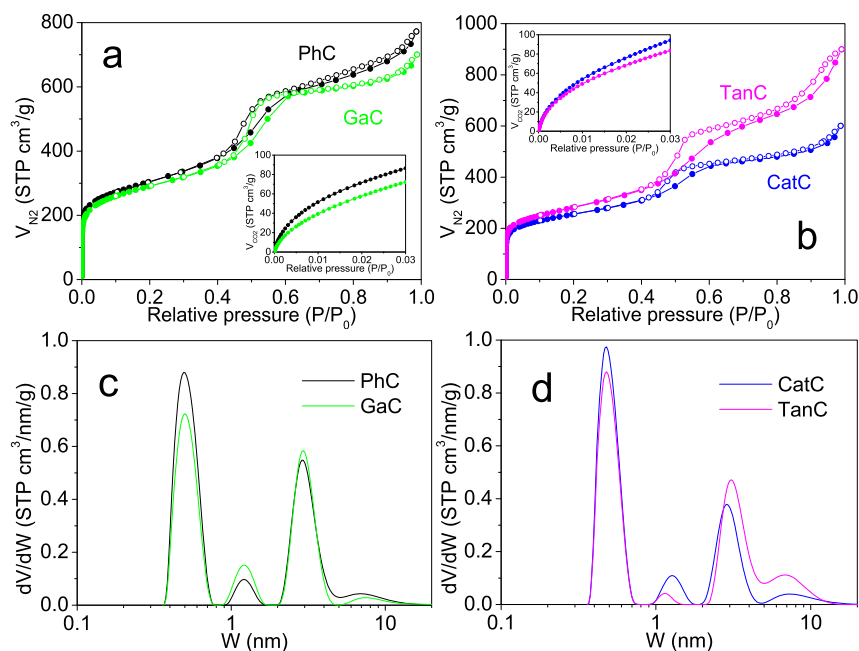 a
PhC
GaC
V_N2 (STP cm³/g)
800
600
400
200
0
0.0 0.2 0.4 0.6 0.8 1.0
Relative pressure (P/P₀)
V_CO2 (STP cm³/g)
100
80
60
40
20
0
0.00 0.01 0.02 0.03
Relative pressure (P/P₀)
b
TanC
CatC
V_N2 (STP cm³/g)
1000
800
600
400
200
0
0.0 0.2 0.4 0.6 0.8 1.0
Relative pressure (P/P₀)
V_CO2 (STP cm³/g)
100
80
60
40
20
0
0.00 0.01 0.02 0.03
Relative pressure (P/P₀)
c
PhC
GaC
dV/dW (STP cm³/nm/g)
1.0
0.8
0.6
0.4
0.2
0.0
0.1 1 10
W (nm)
d
CatC
TanC
dV/dW (STP cm³/nm/g)
1.0
0.8
0.6
0.4
0.2
0.0
0.1 1 10
W (nm)